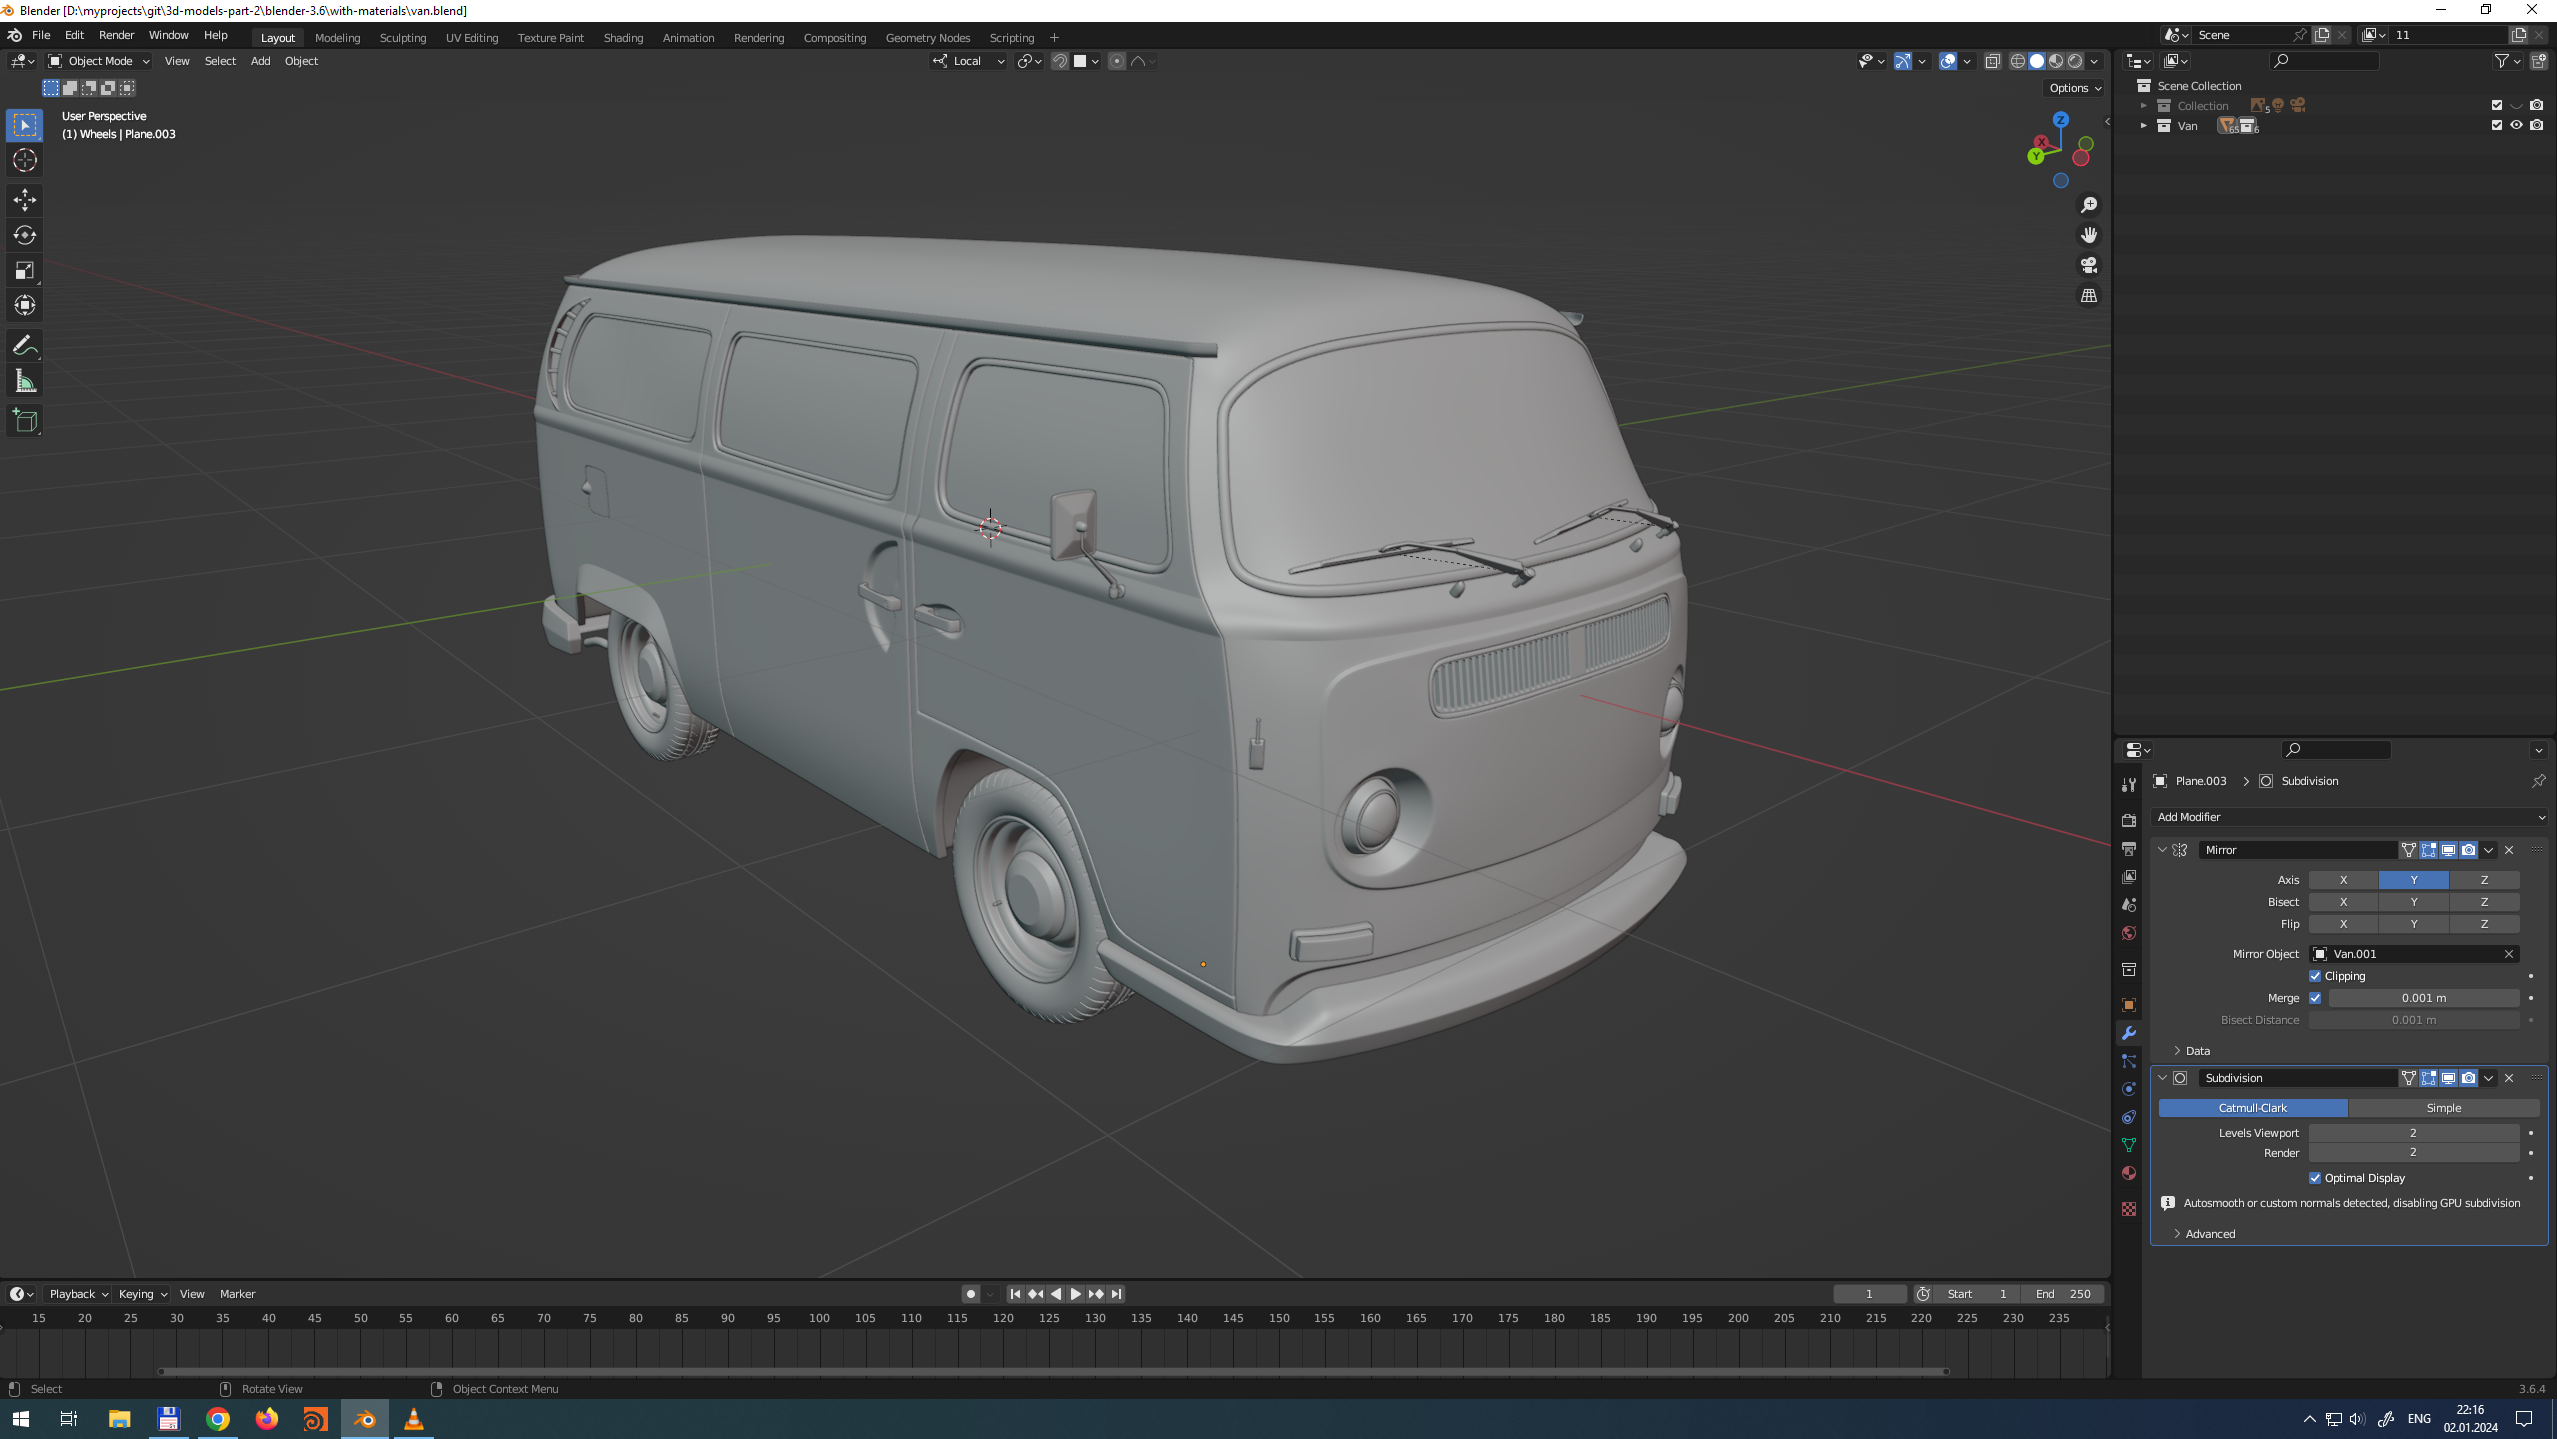 Blender [D:\myprojects\git\3d-models-part-2\blender-3.6\with-materials\van.blend]
File Edit Render Window Help Layout Modeling Sculpting UV Editing Texture Paint Shading Animation Rendering Compositing Geometry Nodes Scripting + Scene 11
Object Mode View Select Add Object Local
Options
User Perspective
(1) Wheels | Plane.003
Z
X
Y
Scene Collection
Collection 5
Van 65 6
Plane.003 > Subdivision
Add Modifier
Mirror
Axis X Y Z
Bisect X Y Z
Flip X Y Z
Mirror Object Van.001
Clipping
Merge 0.001 m
Bisect Distance 0.001 m
Data
Subdivision
Catmull-Clark Simple
Levels Viewport 2
Render 2
Optimal Display
Autosmooth or custom normals detected, disabling GPU subdivision
Advanced
Playback Keying View Marker 1 Start 1 End 250
15 20 25 30 35 40 45 50 55 60 65 70 75 80 85 90 95 100 105 110 115 120 125 130 135 140 145 150 155 160 165 170 175 180 185 190 195 200 205 210 215 220 225 230 235
Select Rotate View Object Context Menu 3.6.4
ENG 22:16
02.01.2024